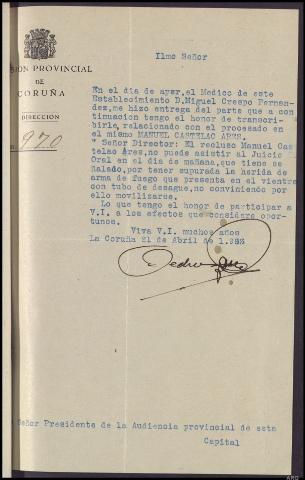 Ilmo Señor
SIÓN PROVINCIAL
DE
CORUÑA
DIRECCIÓN
970
En el día de ayer, el Medico de este
Establecimiento D. Miguel Crespo Fernan-
dez, me hizo entrega del parte que a con-
tinuacion tengo el honor de transcri-
birle, relacionado con el procesado en
el mismo MANUEL CASTELAO ARES.
" Señor Director: El recluso Manuel Cas
telao Ares, no puede asistir al Juicio
Oral en el dia de mañana, que tiene se-
ñalado, por tener supurada la herida de
arma de fuego que presenta en el vientre
con tubo de desague, no conviniendo por
ello movilizarse.
Lo que tengo el honor de participar a
V.I. a los efectos que considere opor-
tunos.
Viva V.I. muchos años
La Coruña 21 de Abril de
Pedro
Señor Presidente de la Audiencia provincial de esta
Capital